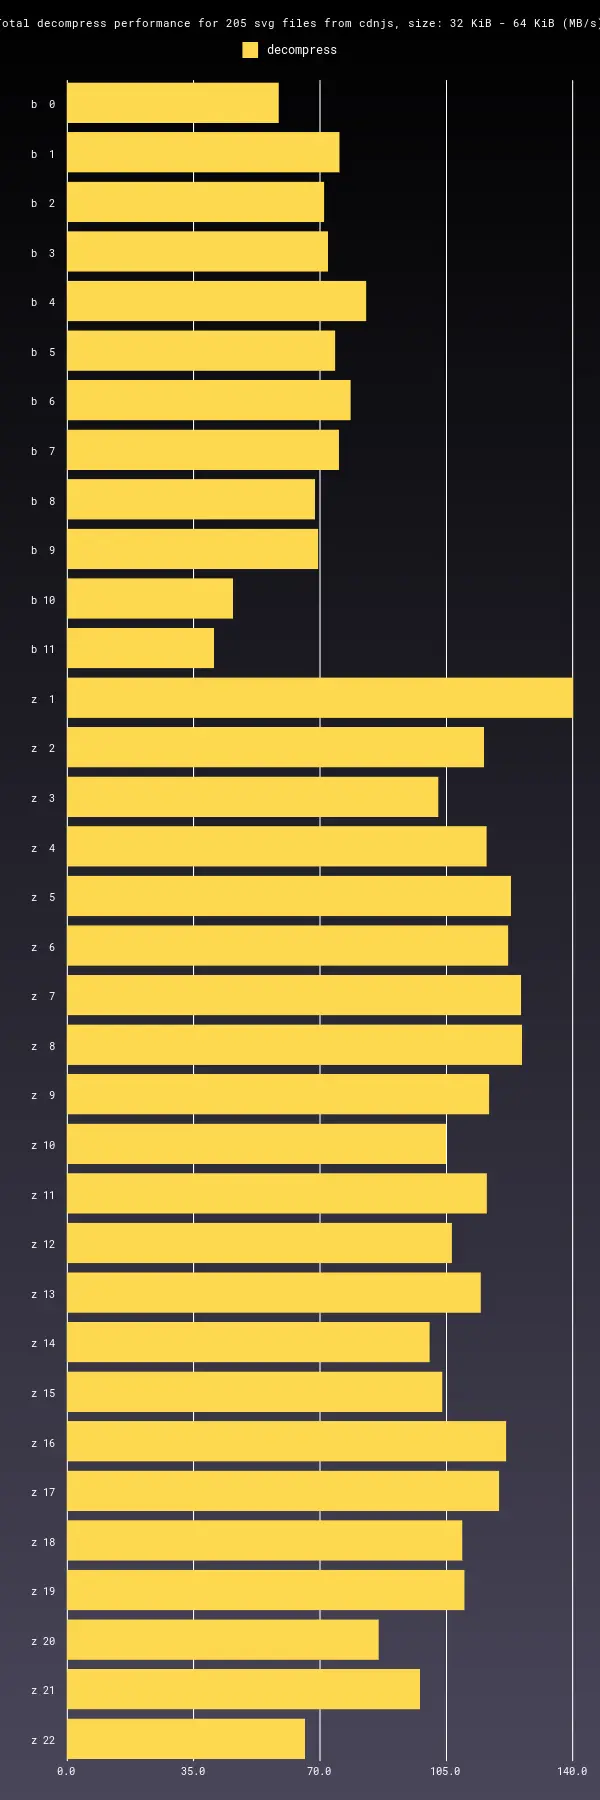 otal decompress performance for 205 svg files from cdnjs, size: 32 KiB - 64 KiB (MB/s)
decompress
b 0
b 1
b 2
b 3
b 4
b 5
b 6
b 7
b 8
b 9
b 10
b 11
z 1
z 2
z 3
z 4
z 5
z 6
z 7
z 8
z 9
z 10
z 11
z 12
z 13
z 14
z 15
z 16
z 17
z 18
z 19
z 20
z 21
z 22
0.0 35.0 70.0 105.0 140.0